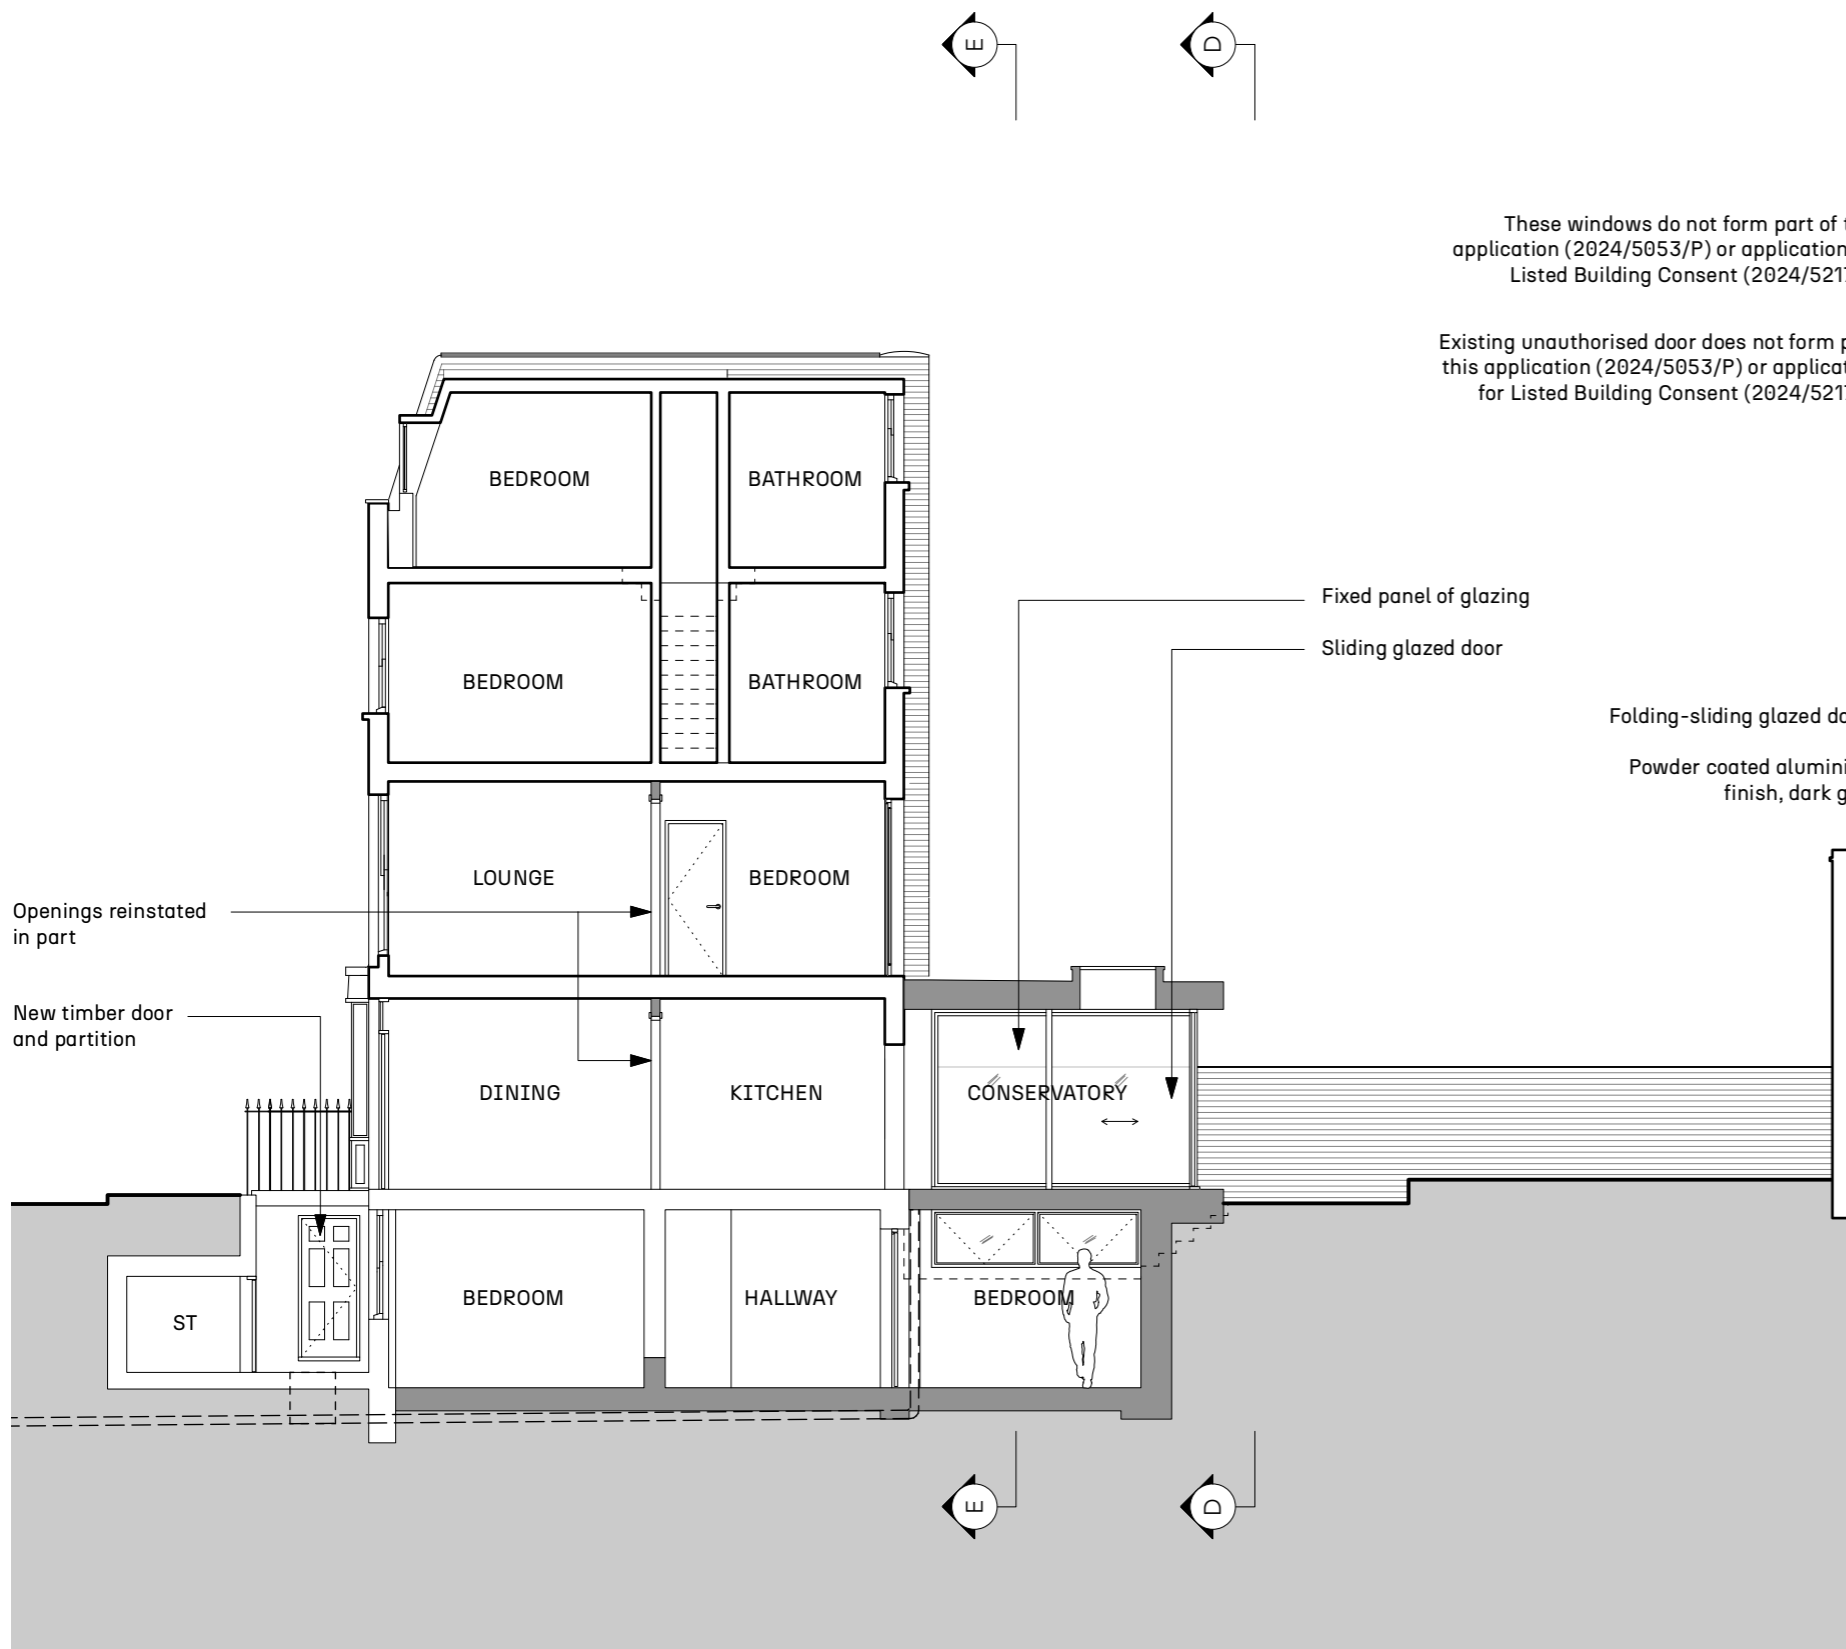 E
D
These windows do not form part of
application (2024/5053/P) or application
Listed Building Consent (2024/521
Existing unauthorised door does not form
this application (2024/5053/P) or applicat
for Listed Building Consent (2024/521
BEDROOM
BATHROOM
Fixed panel of glazing
Sliding glazed door
BEDROOM
BATHROOM
Folding-sliding glazed do
Powder coated alumini
finish, dark g
LOUNGE
BEDROOM
Openings reinstated
in part
New timber door
and partition
DINING
KITCHEN
CONSERVATORY
BEDROOM
HALLWAY
BEDROOM
ST
E
D